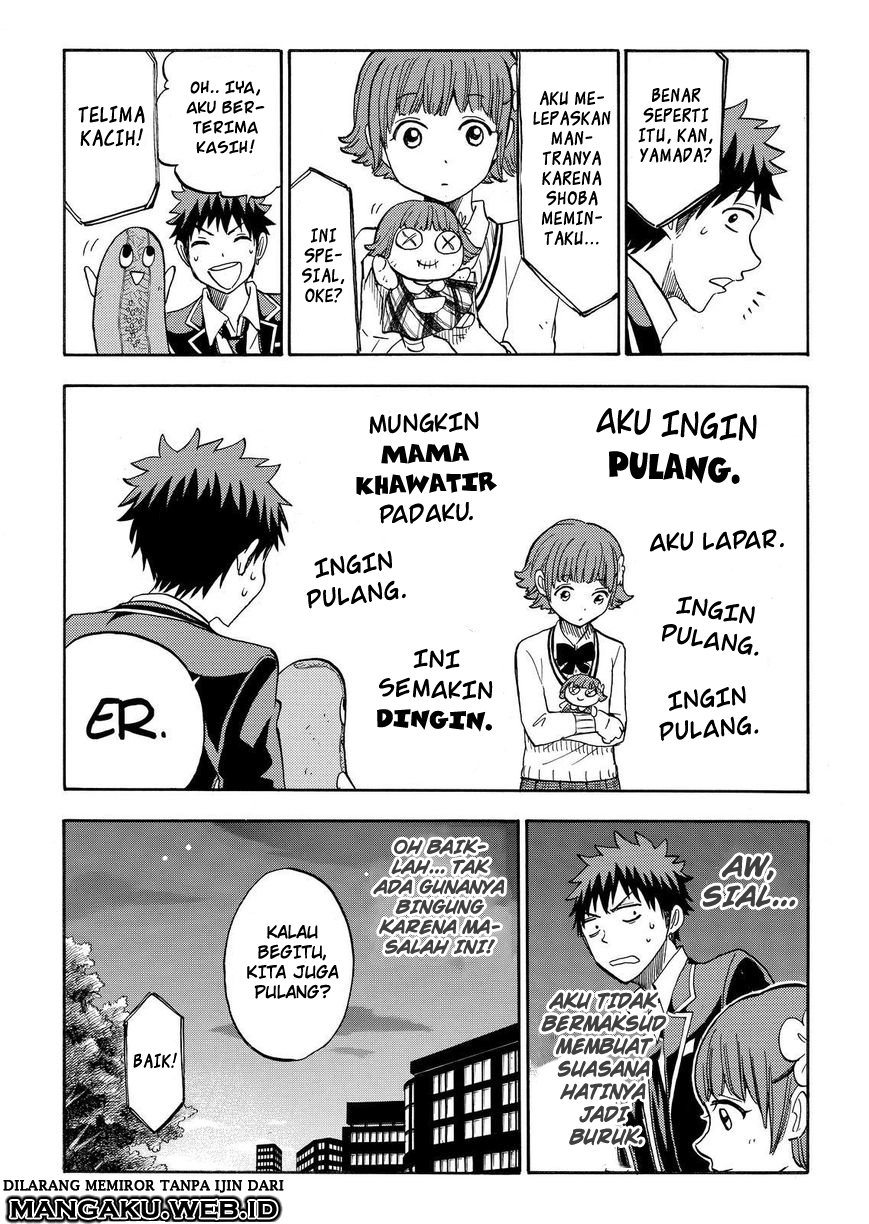 BENAR
SEPERTI
ITU, KAN,
YAMADA?
AKU ME-
LEPASKAN
MAN-
TRANYA
KARENA
SHOBA
MEMIN-
TAKU...
INI
SPE-
SIAL,
OKE?
OH.. IYA,
AKU BER-
TERIMA
KASIH!
TELIMA
KACIH!
AKU INGIN
PULANG.
MUNGKIN
MAMA
KHAWATIR
PADAKU.
AKU LAPAR.
INGIN
PULANG.
INGIN
PULANG.
INGIN
PULANG.
INI
SEMAKIN
DINGIN.
ER.
AW,
SIAL...
AKU TIDAK
BERMAKSUD
MEMBUAT
SUASANA
HATINYA
JADI
BURUK.
OH BAIK-
LAH... TAK
ADA GUNANYA
BINGUNG
KARENA MA-
SALAH INI!
KALAU
BEGITU,
KITA JUGA
PULANG?
BAIK!
DILARANG MEMIROR TANPA IJIN DARI
MANGAKU.WEB.ID